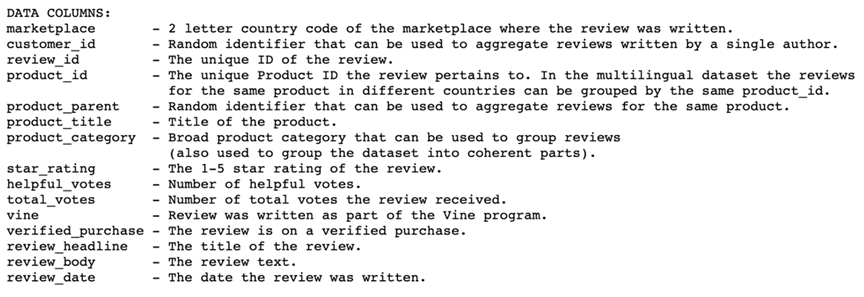 DATA COLUMNS:
marketplace - 2 letter country code of the marketplace where the review was written.
customer_id - Random identifier that can be used to aggregate reviews written by a single author.
review_id - The unique ID of the review.
product_id - The unique Product ID the review pertains to. In the multilingual dataset the reviews
for the same product in different countries can be grouped by the same product_id.
product_parent - Random identifier that can be used to aggregate reviews for the same product.
product_title - Title of the product.
product_category - Broad product category that can be used to group reviews
(also used to group the dataset into coherent parts).
star_rating - The 1-5 star rating of the review.
helpful_votes - Number of helpful votes.
total_votes - Number of total votes the review received.
vine - Review was written as part of the Vine program.
verified_purchase - The review is on a verified purchase.
review_headline - The title of the review.
review_body - The review text.
review_date - The date the review was written.